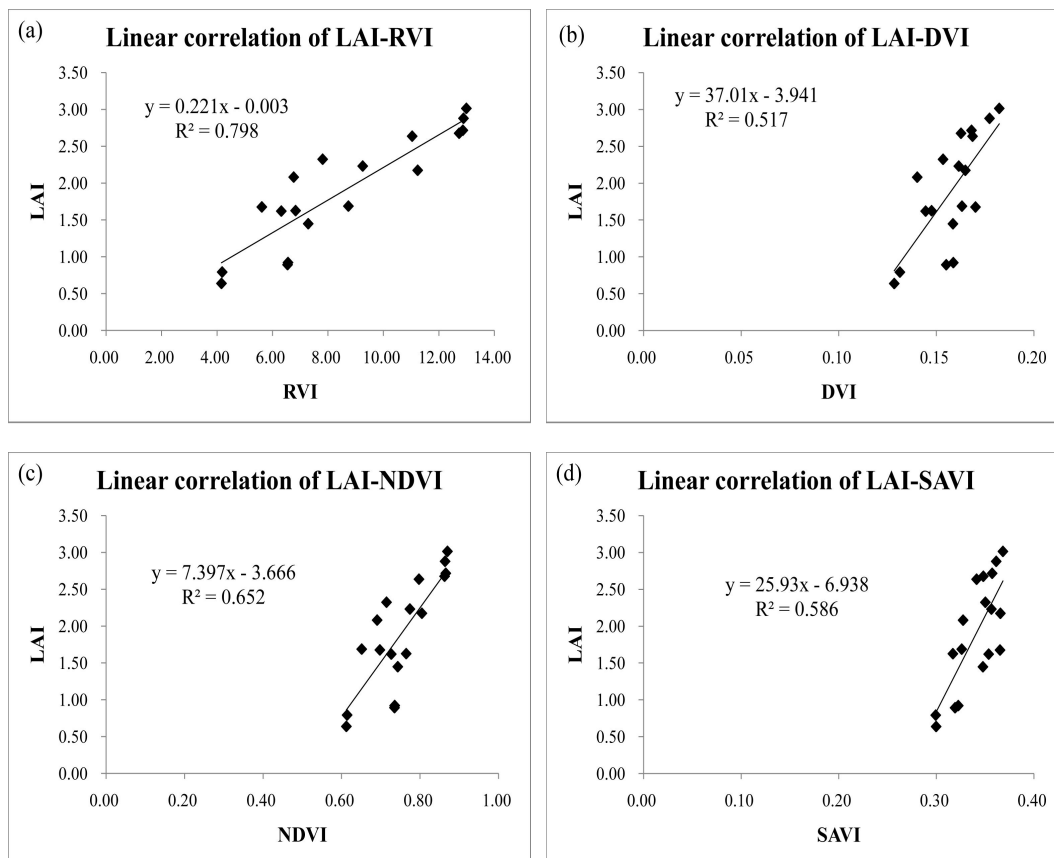 (a)
Linear correlation of LAI-RVI
3.50
3.00
2.50
2.00
1.50
1.00
0.50
0.00
LAI
y = 0.221x - 0.003
R² = 0.798
0.00 2.00 4.00 6.00 8.00 10.00 12.00 14.00
RVI
(b)
Linear correlation of LAI-DVI
3.50
3.00
2.50
2.00
1.50
1.00
0.50
0.00
LAI
y = 37.01x - 3.941
R² = 0.517
0.00 0.05 0.10 0.15 0.20
DVI
(c)
Linear correlation of LAI-NDVI
3.50
3.00
2.50
2.00
1.50
1.00
0.50
0.00
LAI
y = 7.397x - 3.666
R² = 0.652
0.00 0.20 0.40 0.60 0.80 1.00
NDVI
(d)
Linear correlation of LAI-SAVI
3.50
3.00
2.50
2.00
1.50
1.00
0.50
0.00
LAI
y = 25.93x - 6.938
R² = 0.586
0.00 0.10 0.20 0.30 0.40
SAVI